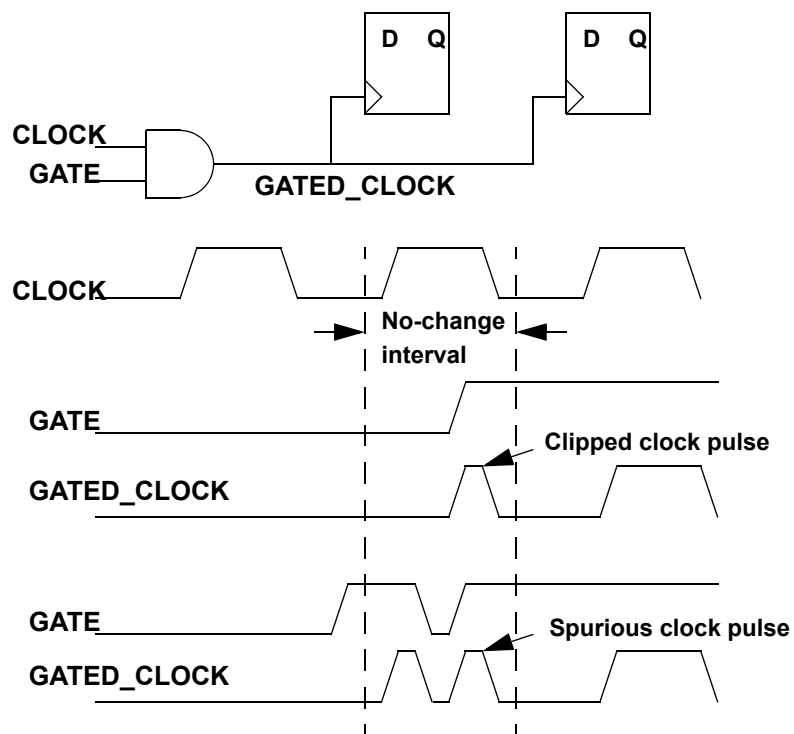 D Q
D Q
CLOCK
GATE
GATED_CLOCK
CLOCK
No-change
interval
GATE
Clipped clock pulse
GATED_CLOCK
GATE
Spurious clock pulse
GATED_CLOCK